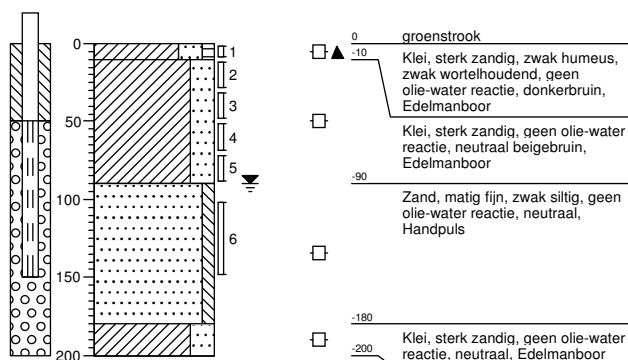 0
50
100
150
200
1
2
3
4
5
6
0
groenstrook
-10
Klei, sterk zandig, zwak humeus,
zwak wortelhoudend, geen
olie-water reactie, donkerbruin,
Edelmanboor
Klei, sterk zandig, geen olie-water
reactie, neutraal beigebruin,
Edelmanboor
-90
Zand, matig fijn, zwak siltig, geen
olie-water reactie, neutraal,
Handpuls
-180
Klei, sterk zandig, geen olie-water
-200
reactie, neutraal, Edelmanboor